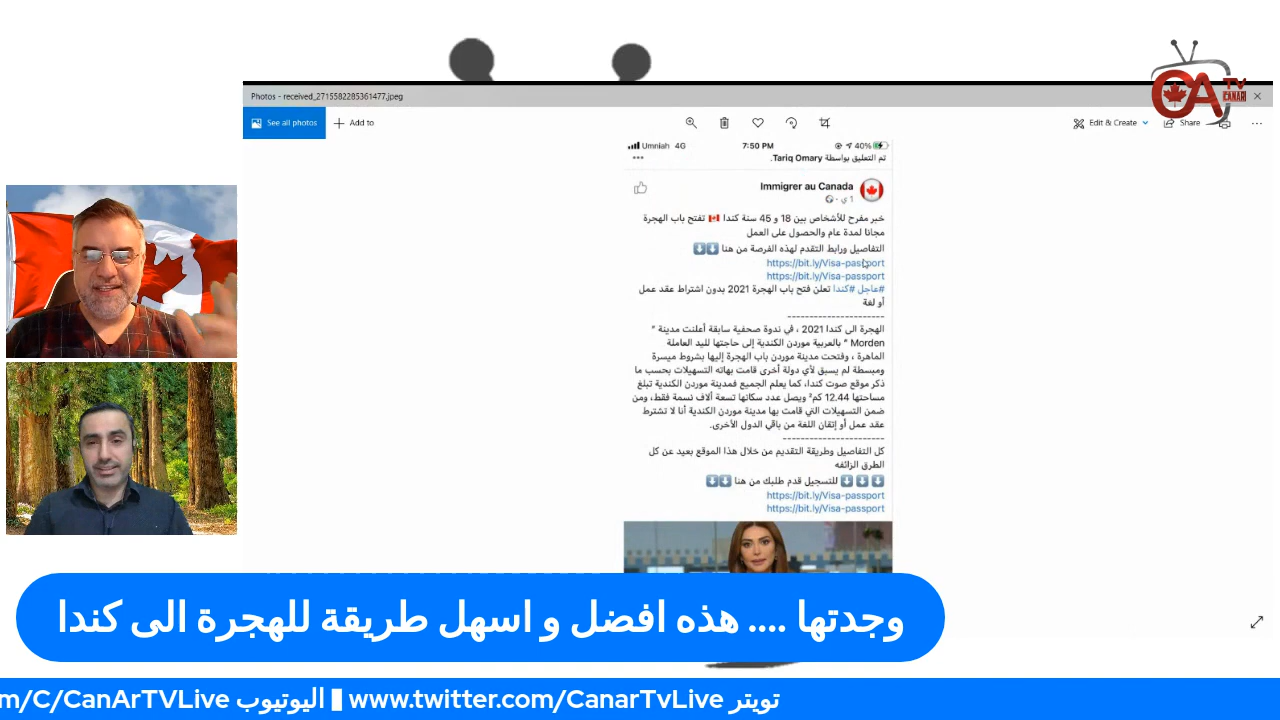 CA TV
CANAR
Photos - received_2715582285361477.jpeg
See all photos
Add to
Edit & Create
Share
Umniah 4G
7:50 PM
40%
تم التعليق بواسطة Tariq Omary.
Immigrer au Canada
1 ي ·
خبر مفرح للأشخاص بين 18 و 45 سنة كندا 🇨🇦 تفتح باب الهجرة
مجانا لمدة عام والحصول على العمل
التفاصيل ورابط التقدم لهذه الفرصة من هنا ⬇️⬇️
https://bit.ly/Visa-passport
https://bit.ly/Visa-passport
#عاجل #كندا تعلن فتح باب الهجرة 2021 بدون اشتراط عقد عمل
أو لغة
----------------------
الهجرة الى كندا 2021 ، في ندوة صحفية سابقة أعلنت مدينة "
Morden " بالعربية موردن الكندية إلى حاجتها لليد العاملة
الماهرة ، وفتحت مدينة موردن باب الهجرة إليها بشروط ميسرة
ومبسطة لم يسبق لأي دولة أخرى قامت بهاته التسهيلات بحسب ما
ذكر موقع صوت كندا، كما يعلم الجميع فمدينة موردن الكندية تبلغ
مساحتها 12.44 كم² ويصل عدد سكانها تسعة ألاف نسمة فقط، ومن
ضمن التسهيلات التي قامت بها مدينة موردن الكندية أنا لا تشترط
عقد عمل أو إتقان اللغة من باقي الدول الأخرى.
-----------------------
كل التفاصيل وطريقة التقديم من خلال هذا الموقع بعيد عن كل
الطرق الزائفه
⬇️ ⬇️ ⬇️ للتسجيل قدم طلبك من هنا ⬇️⬇️
https://bit.ly/Visa-passport
https://bit.ly/Visa-passport
وجدتها .... هذه افضل و اسهل طريقة للهجرة الى كندا
تويتر www.twitter.com/CanarTvLive ▮ اليوتيوب m/C/CanArTVLive